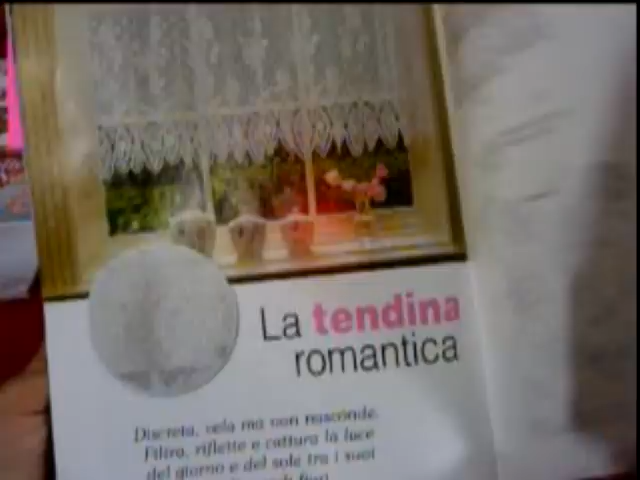 La tendina
romantica
Discreta, vela ma non nasconde.
Filtra, riflette e cattura la luce
del giorno e del sole tra i suoi